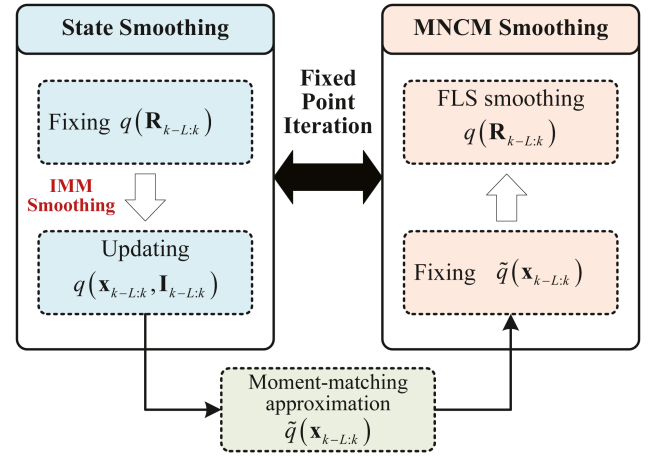 State Smoothing
Fixing q(R_{k−L:k})
IMM
Smoothing
Updating
q(x_{k−L:k}, I_{k−L:k})
Fixed
Point
Iteration
MNCM Smoothing
FLS smoothing
q(R_{k−L:k})
Fixing q̃(x_{k−L:k})
Moment-matching
approximation
q̃(x_{k−L:k})